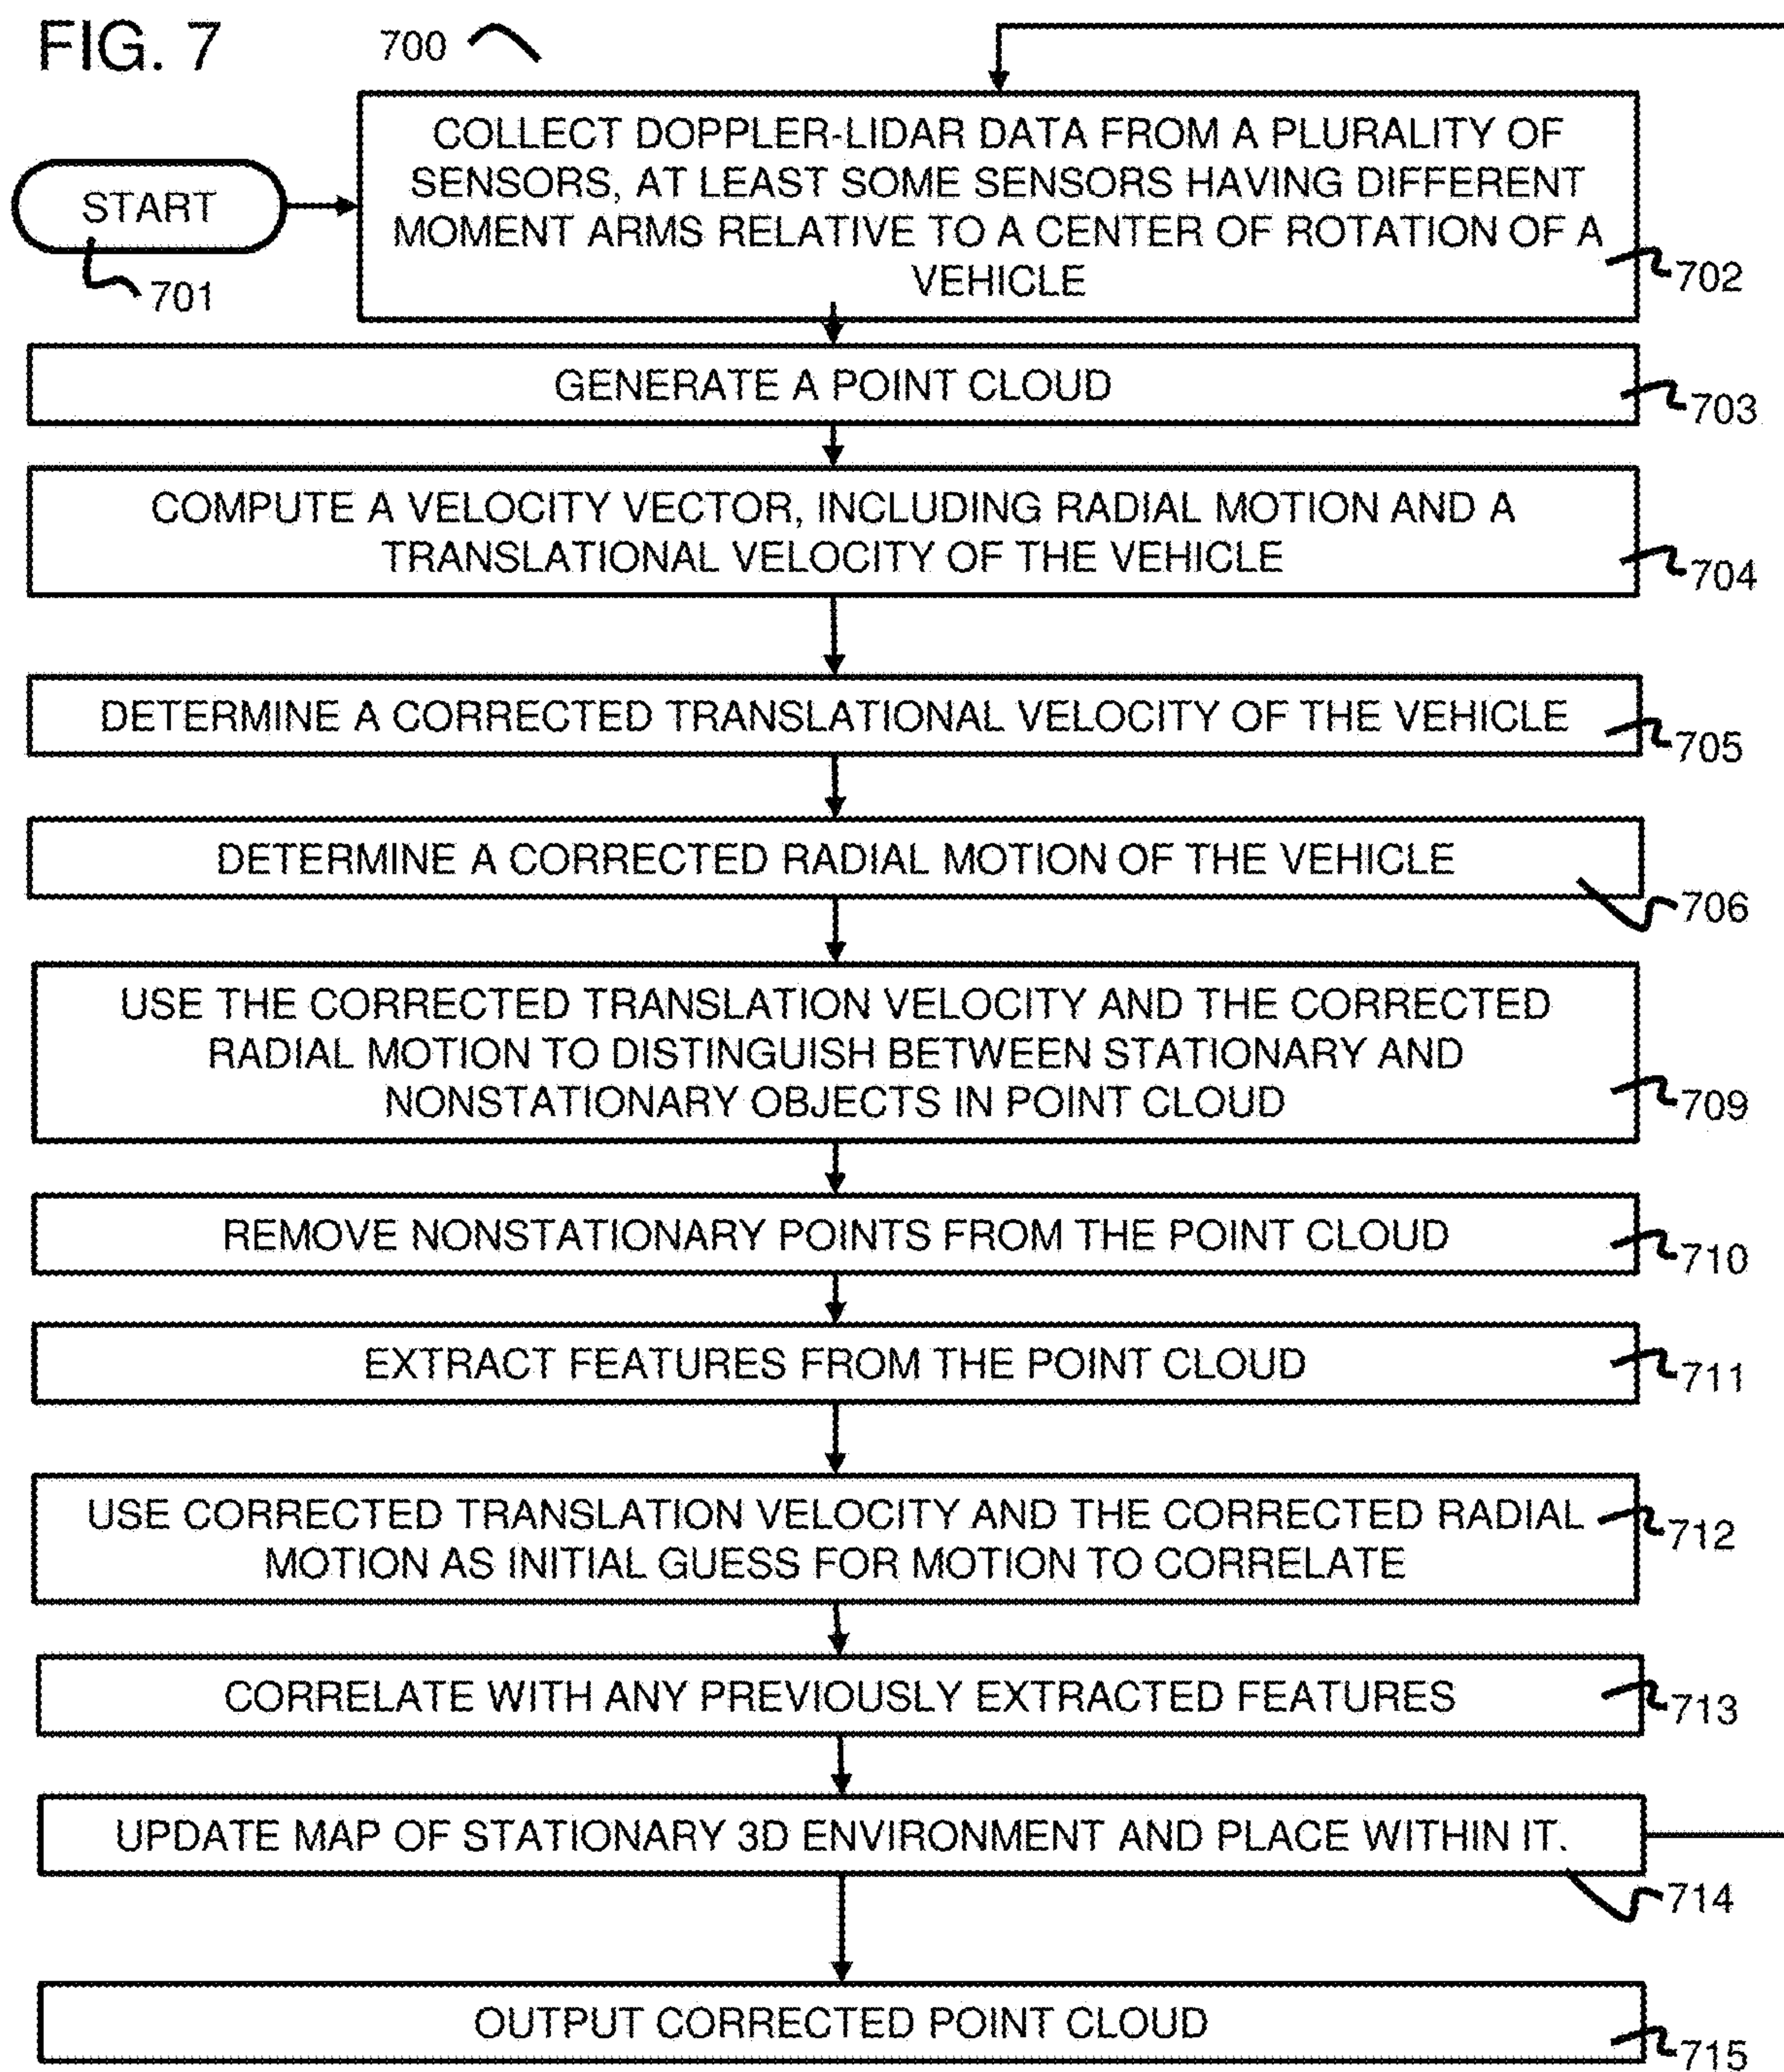 FIG. 7
700
COLLECT DOPPLER-LIDAR DATA FROM A PLURALITY OF
SENSORS, AT LEAST SOME SENSORS HAVING DIFFERENT
MOMENT ARMS RELATIVE TO A CENTER OF ROTATION OF A
VEHICLE
START
701
702
GENERATE A POINT CLOUD
703
COMPUTE A VELOCITY VECTOR, INCLUDING RADIAL MOTION AND A
TRANSLATIONAL VELOCITY OF THE VEHICLE
704
DETERMINE A CORRECTED TRANSLATIONAL VELOCITY OF THE VEHICLE
705
DETERMINE A CORRECTED RADIAL MOTION OF THE VEHICLE
706
USE THE CORRECTED TRANSLATION VELOCITY AND THE CORRECTED
RADIAL MOTION TO DISTINGUISH BETWEEN STATIONARY AND
NONSTATIONARY OBJECTS IN POINT CLOUD
709
REMOVE NONSTATIONARY POINTS FROM THE POINT CLOUD
710
EXTRACT FEATURES FROM THE POINT CLOUD
711
USE CORRECTED TRANSLATION VELOCITY AND THE CORRECTED RADIAL
MOTION AS INITIAL GUESS FOR MOTION TO CORRELATE
712
CORRELATE WITH ANY PREVIOUSLY EXTRACTED FEATURES
713
UPDATE MAP OF STATIONARY 3D ENVIRONMENT AND PLACE WITHIN IT.
714
OUTPUT CORRECTED POINT CLOUD
715